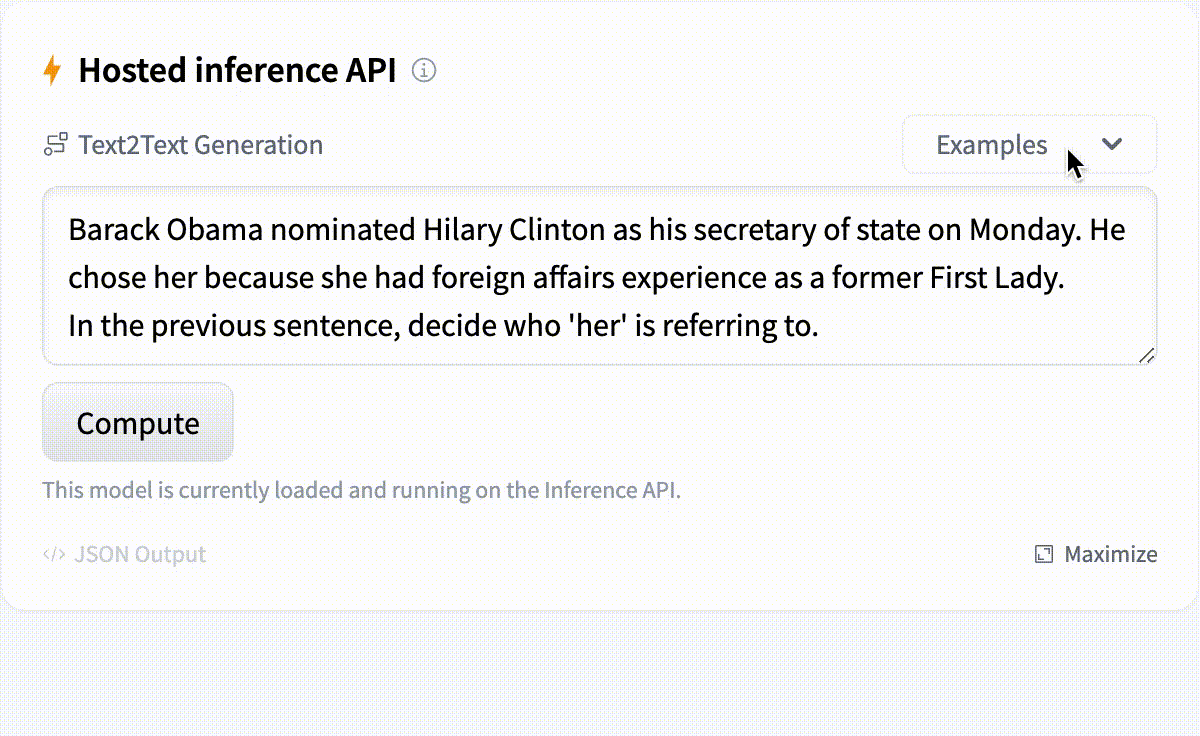 Hosted inference API
Text2Text Generation
Examples
Barack Obama nominated Hilary Clinton as his secretary of state on Monday. He
chose her because she had foreign affairs experience as a former First Lady.
In the previous sentence, decide who 'her' is referring to.
Compute
This model is currently loaded and running on the Inference API.
</> JSON Output
Maximize